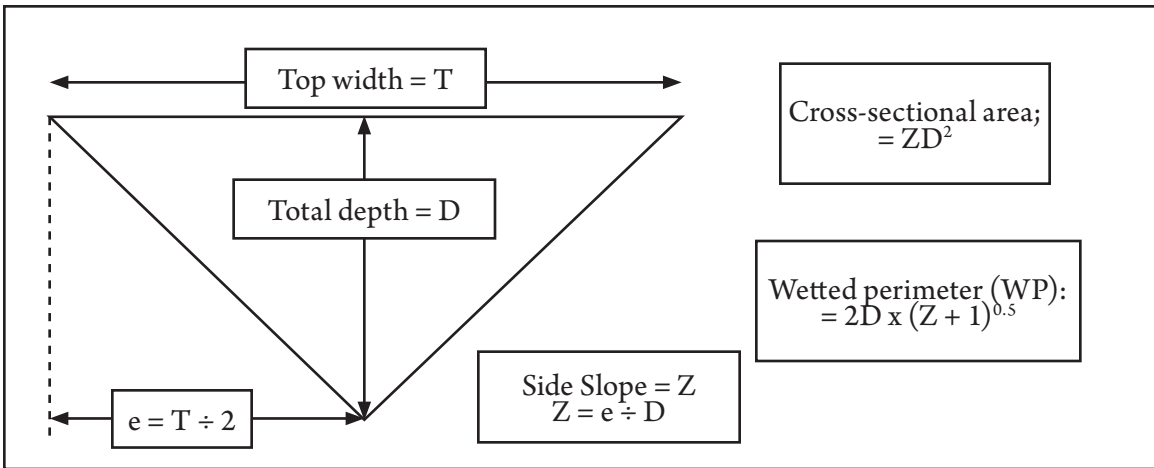 Top width = T
Total depth = D
e = T ÷ 2
Side Slope = Z
Z = e ÷ D
Cross-sectional area;
= ZD²
Wetted perimeter (WP):
= 2D x (Z + 1)⁰·⁵